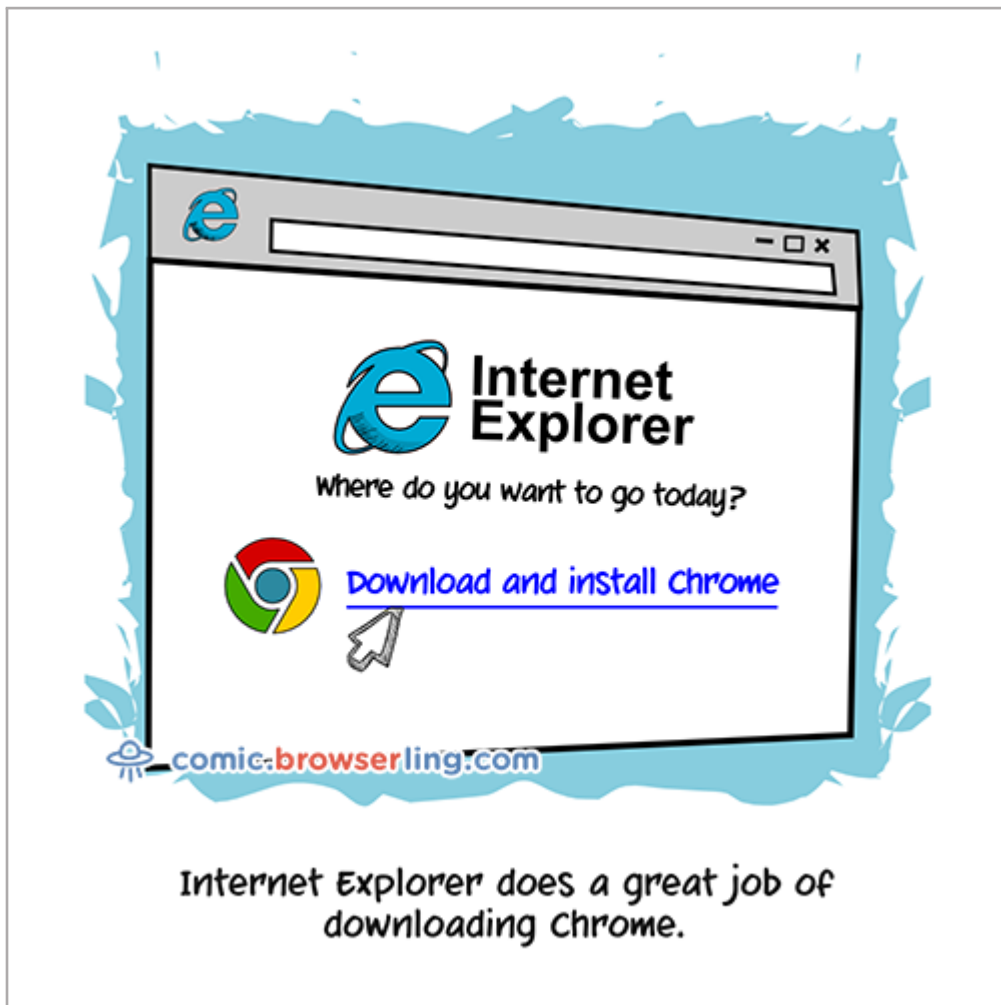 Internet
Explorer
Where do you want to go today?
Download and install Chrome
comic.browserling.com
Internet Explorer does a great job of
downloading Chrome.